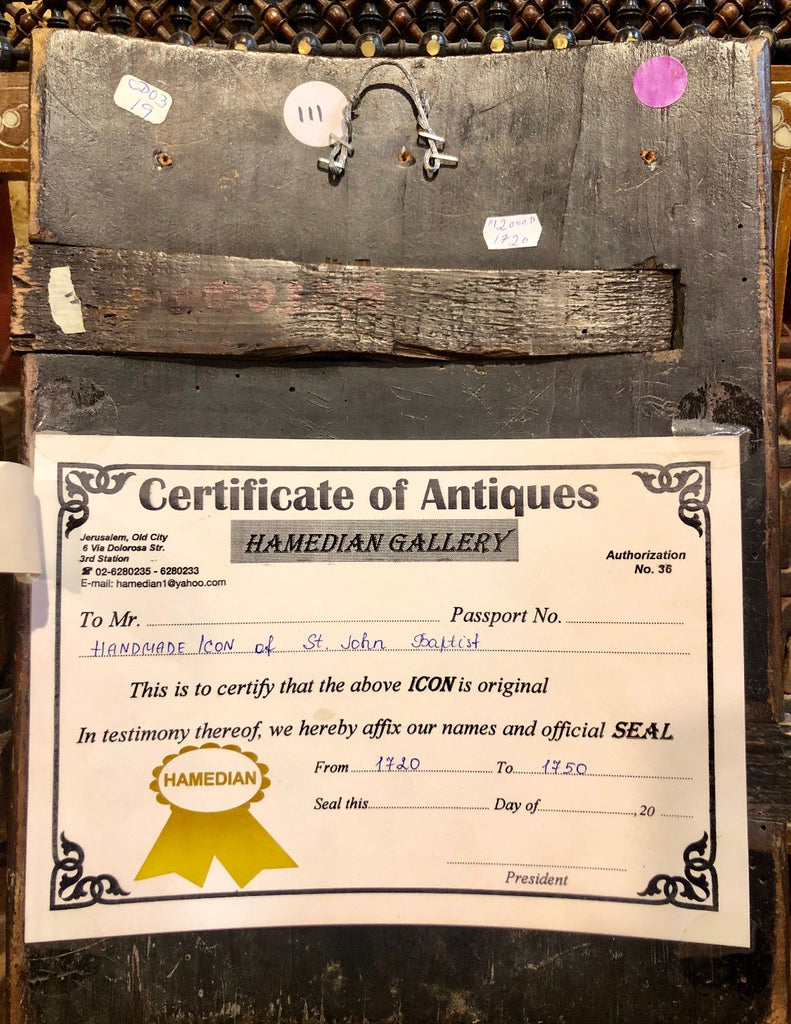 CD03
19
111
"12000"
1720
Certificate of Antiques
HAMEDIAN GALLERY
Jerusalem, Old City
6 Via Dolorosa Str.
3rd Station
☎ 02-6280235 - 6280233
E-mail: hamedian1@yahoo.com
Authorization
No. 36
To Mr. Passport No.
HANDMADE ICON of St. John Baptist
This is to certify that the above ICON is original
In testimony thereof, we hereby affix our names and official SEAL
HAMEDIAN
From 1720 To 1750
Seal this Day of , 20
President